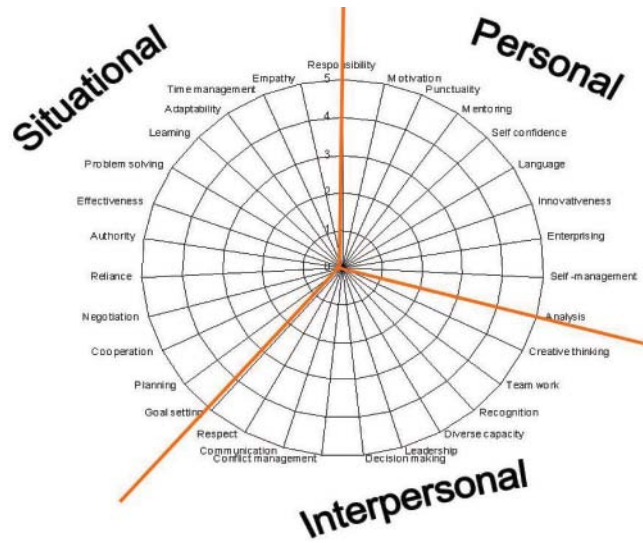 Situational
Personal
Interpersonal
Responsibility
Motivation
Punctuality
Mentoring
Self confidence
Language
Innovativeness
Enterprising
Self -management
Analysis
Creative thinking
Team work
Recognition
Diverse capacity
Leadership
Decision making
Conflict management
Communication
Respect
Goal setting
Planning
Cooperation
Negotiation
Reliance
Authority
Effectiveness
Problem solving
Learning
Adaptability
Time management
Empathy
5
4
3
2
1
0